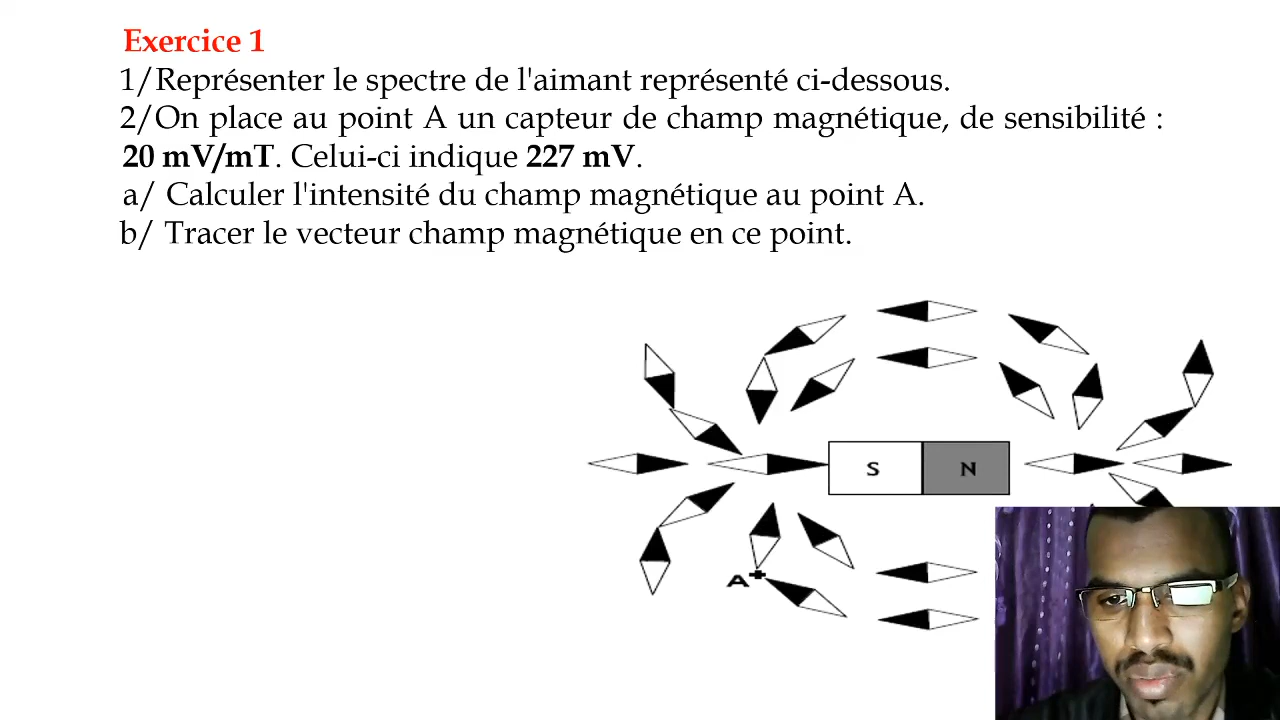 Exercice 1
1/Représenter le spectre de l'aimant représenté ci-dessous.
2/On place au point A un capteur de champ magnétique, de sensibilité :
20 mV/mT. Celui-ci indique 227 mV.
a/ Calculer l'intensité du champ magnétique au point A.
b/ Tracer le vecteur champ magnétique en ce point.
S N
A